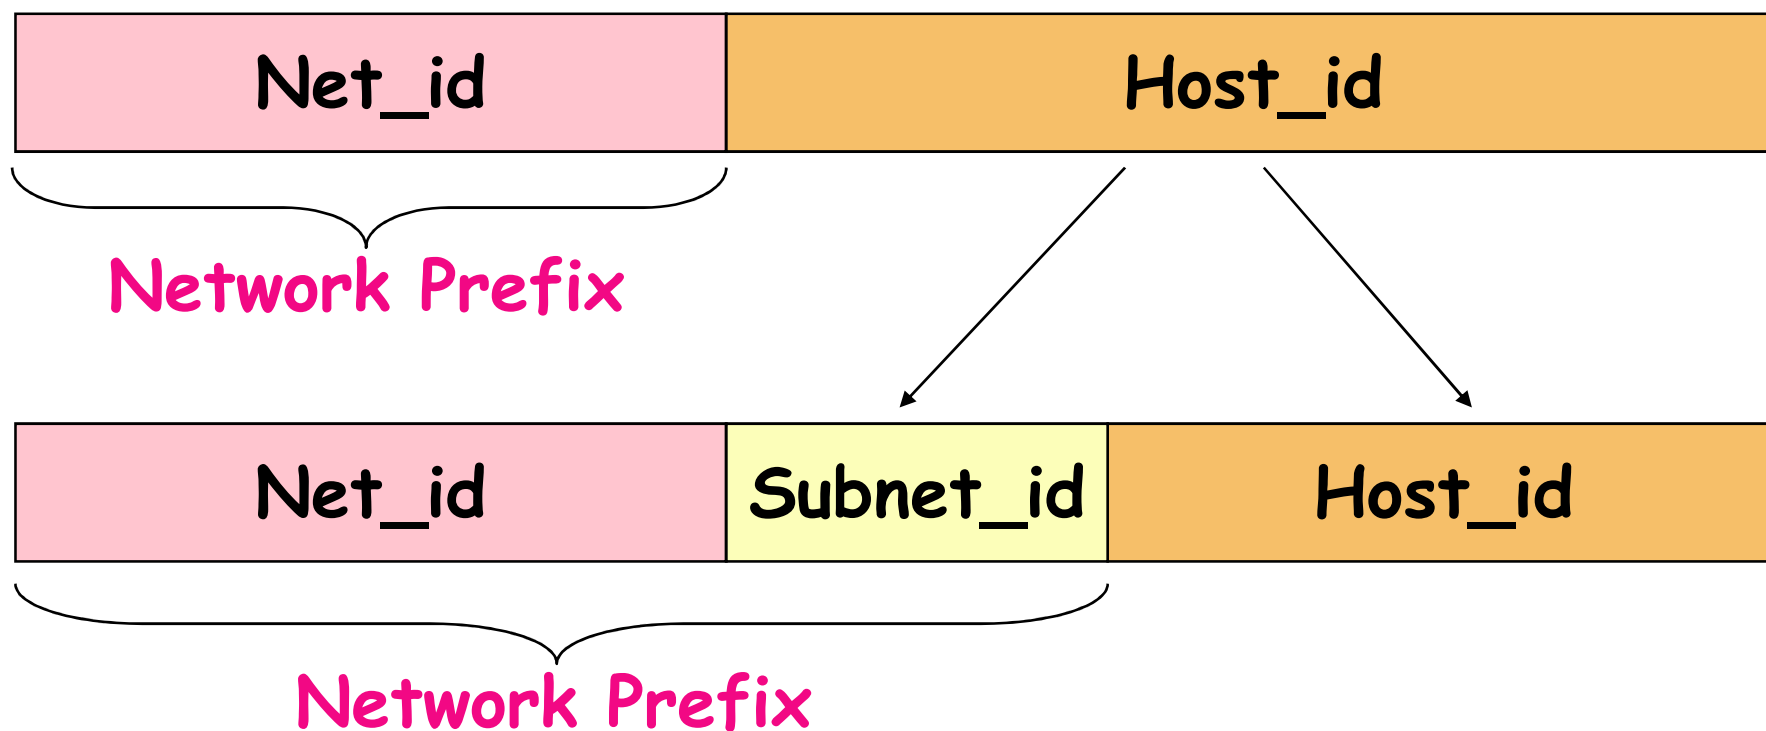 Net_id Host_id
Network Prefix
Net_id Subnet_id Host_id
Network Prefix